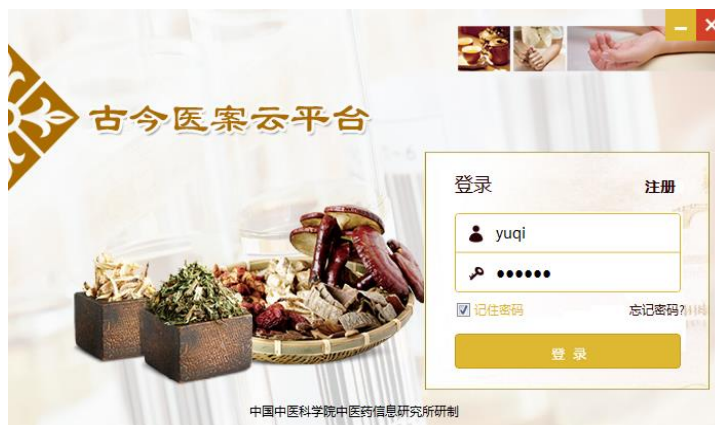 古今医案云平台
登录
注册
yuqi
••••••
记住密码
忘记密码?
登 录
中国中医科学院中医药信息研究所研制